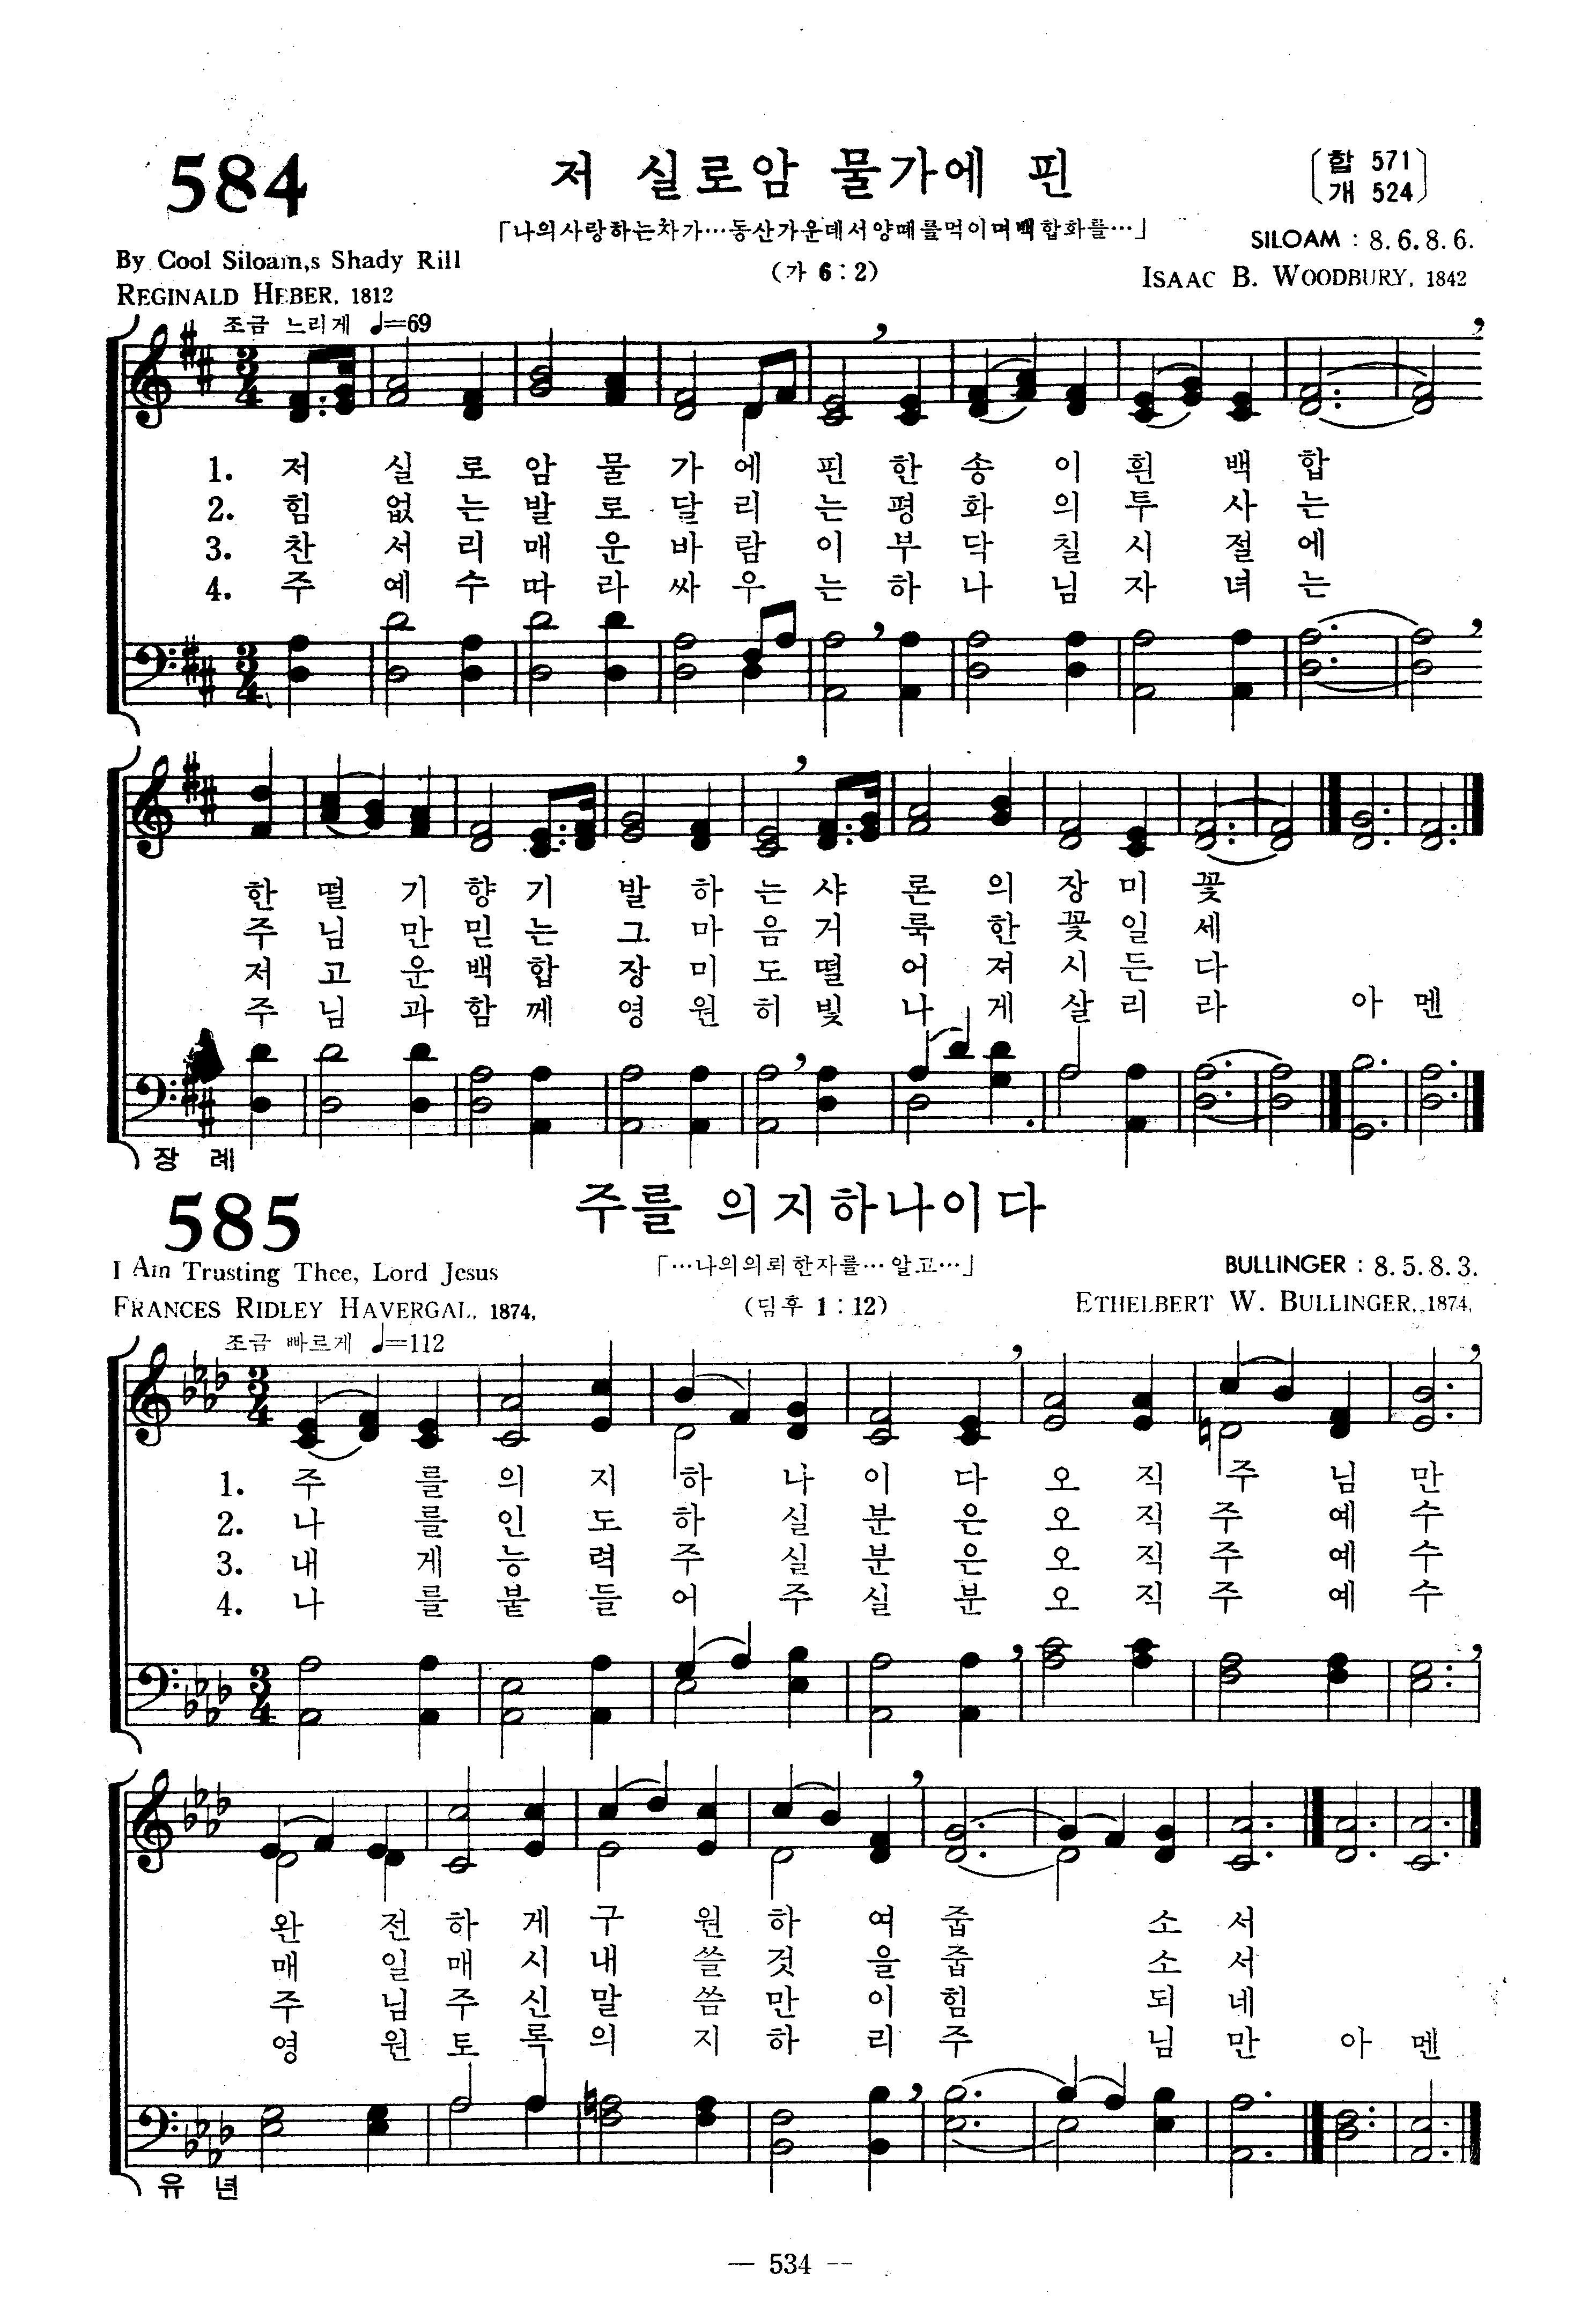 584
저 실로암 물가에 핀
〔합 571〕
〔개 524〕
「나의사랑하는자가…동산가운데서양떼를먹이며백합화를…」
By Cool Siloam,s Shady Rill
SILOAM : 8.6.8.6.
(가 6:2)
REGINALD HEBER, 1812
ISAAC B. WOODBURY, 1842
조금 느리게 ♩=69
1. 저 실 로 암 물 가 에 핀 한 송 이 흰 백 합
2. 힘 없 는 발 로 달 리 는 평 화 의 투 사 는
3. 찬 서 리 매 운 바 람 이 부 닥 칠 시 절 에
4. 주 예 수 따 라 싸 우 는 하 나 님 자 녀 는
한 떨 기 향 기 발 하 는 샤 론 의 장 미 꽃
주 님 만 믿 는 그 마 음 거 룩 한 꽃 일 세
저 고 운 백 합 장 미 도 떨 어 져 시 든 다
주 님 과 함 께 영 원 히 빛 나 게 살 리 라 아 멘
장 례
585
주를 의지하나이다
I Am Trusting Thee, Lord Jesus
「…나의의뢰한자를…알고…」
BULLINGER : 8.5.8.3.
FRANCES RIDLEY HAVERGAL, 1874,
(딤후 1:12)
ETHELBERT W. BULLINGER, 1874,
조금 빠르게 ♩=112
1. 주 를 의 지 하 나 이 다 오 직 주 님 만
2. 나 를 인 도 하 실 분 은 오 직 주 예 수
3. 내 게 능 력 주 실 분 은 오 직 주 예 수
4. 나 를 붙 들 어 주 실 분 오 직 주 예 수
완 전 하 게 구 원 하 여 줍 소 서
매 일 매 시 내 쓸 것 을 줍 소 서
주 님 주 신 말 씀 만 이 힘 되 네
영 원 토 록 의 지 하 리 주 님 만 아 멘
유 년
— 534 —